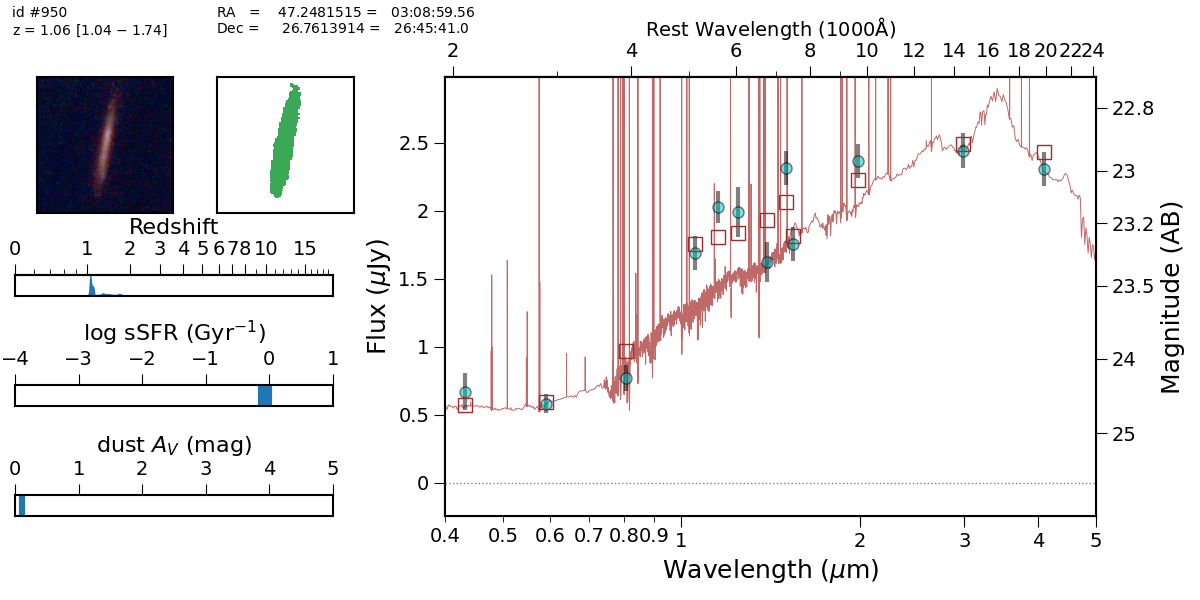 id #950
z = 1.06 [1.04 − 1.74]
RA = 47.2481515 = 03:08:59.56
Dec = 26.7613914 = 26:45:41.0
Redshift
0 1 2 3 4 5 6 7 8 10 15
log sSFR (Gyr⁻¹)
−4 −3 −2 −1 0 1
dust A_V (mag)
0 1 2 3 4 5
Rest Wavelength (1000Å)
2 4 6 8 10 12 14 16 18 20 22 24
Flux (μJy)
2.5
2
1.5
1
0.5
0
22.8
23
23.2
23.5
24
25
Magnitude (AB)
0.4 0.5 0.6 0.7 0.8 0.9 1 2 3 4 5
Wavelength (μm)